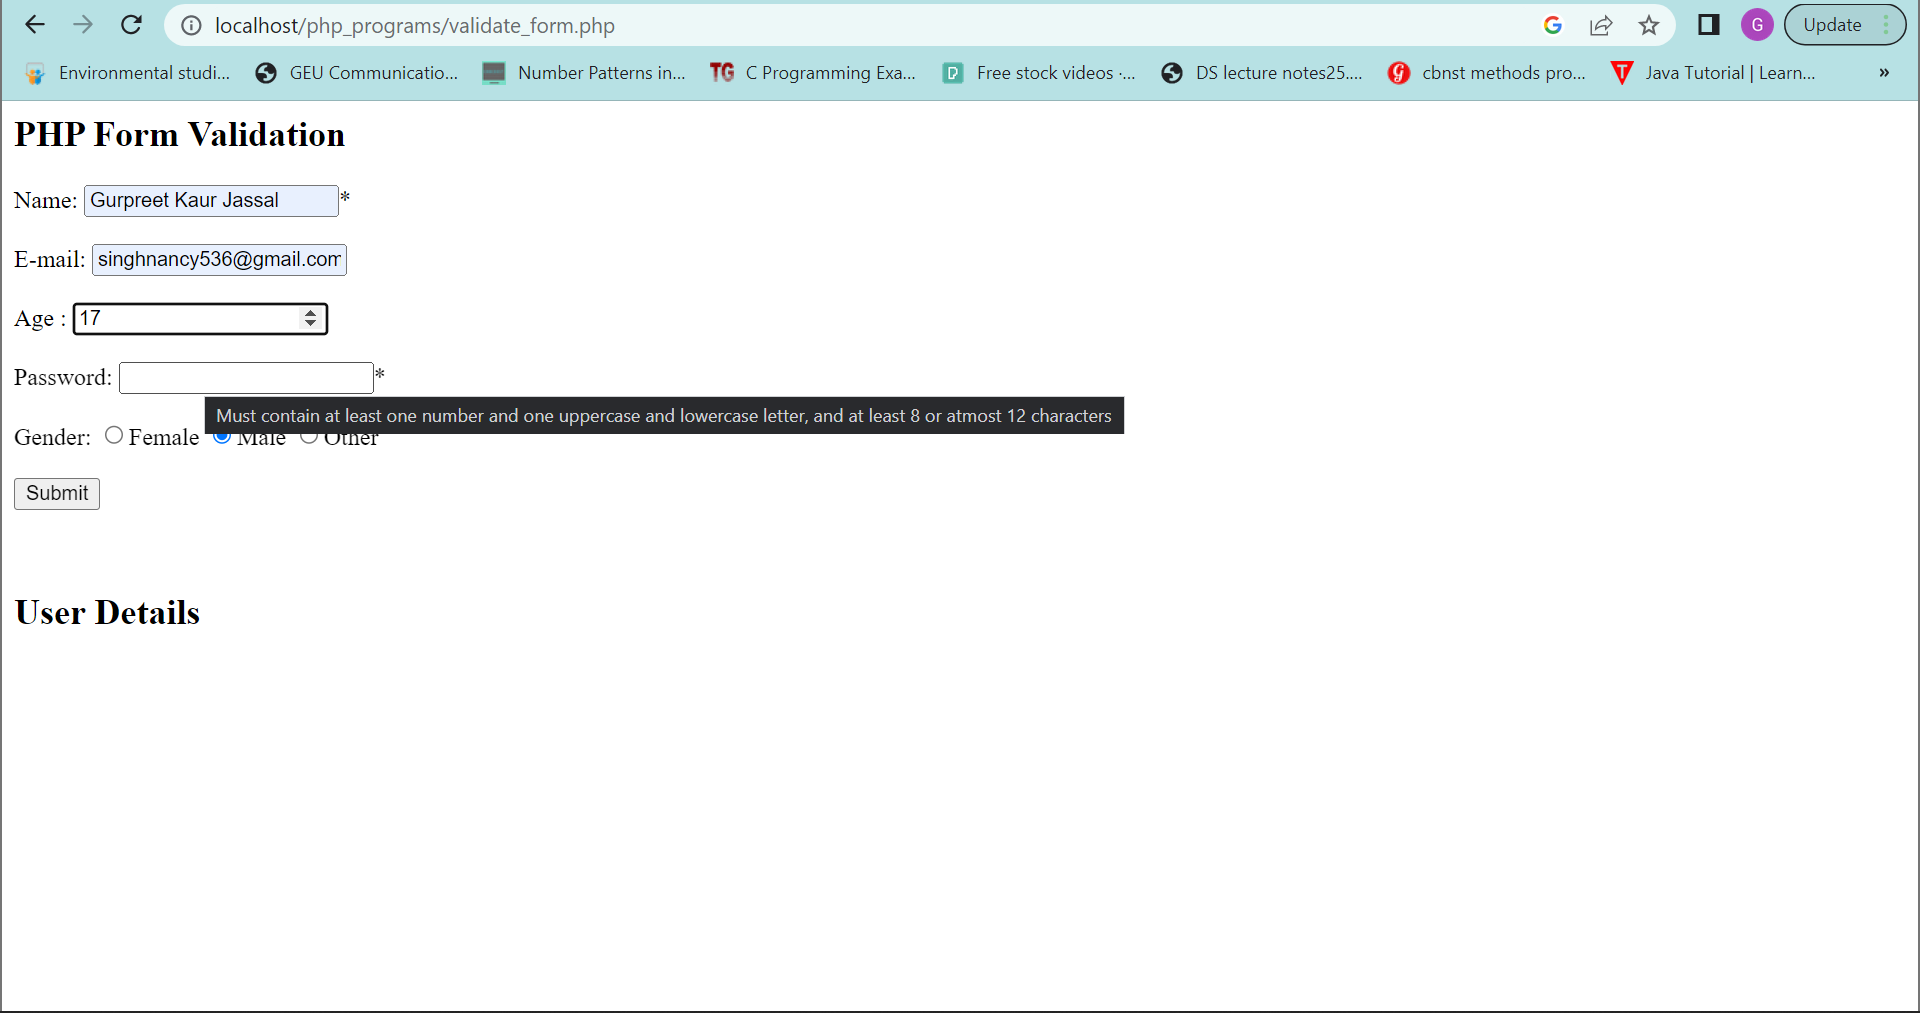 localhost/php_programs/validate_form.php
G
Update
Environmental studi...
GEU Communicatio...
Number Patterns in...
TG C Programming Exa...
Free stock videos ·...
DS lecture notes25....
cbnst methods pro...
Java Tutorial | Learn...
»
PHP Form Validation
Name: Gurpreet Kaur Jassal*
E-mail: singhnancy536@gmail.com
Age : 17
Password: *
Must contain at least one number and one uppercase and lowercase letter, and at least 8 or atmost 12 characters
Gender: Female Male Other
Submit
User Details